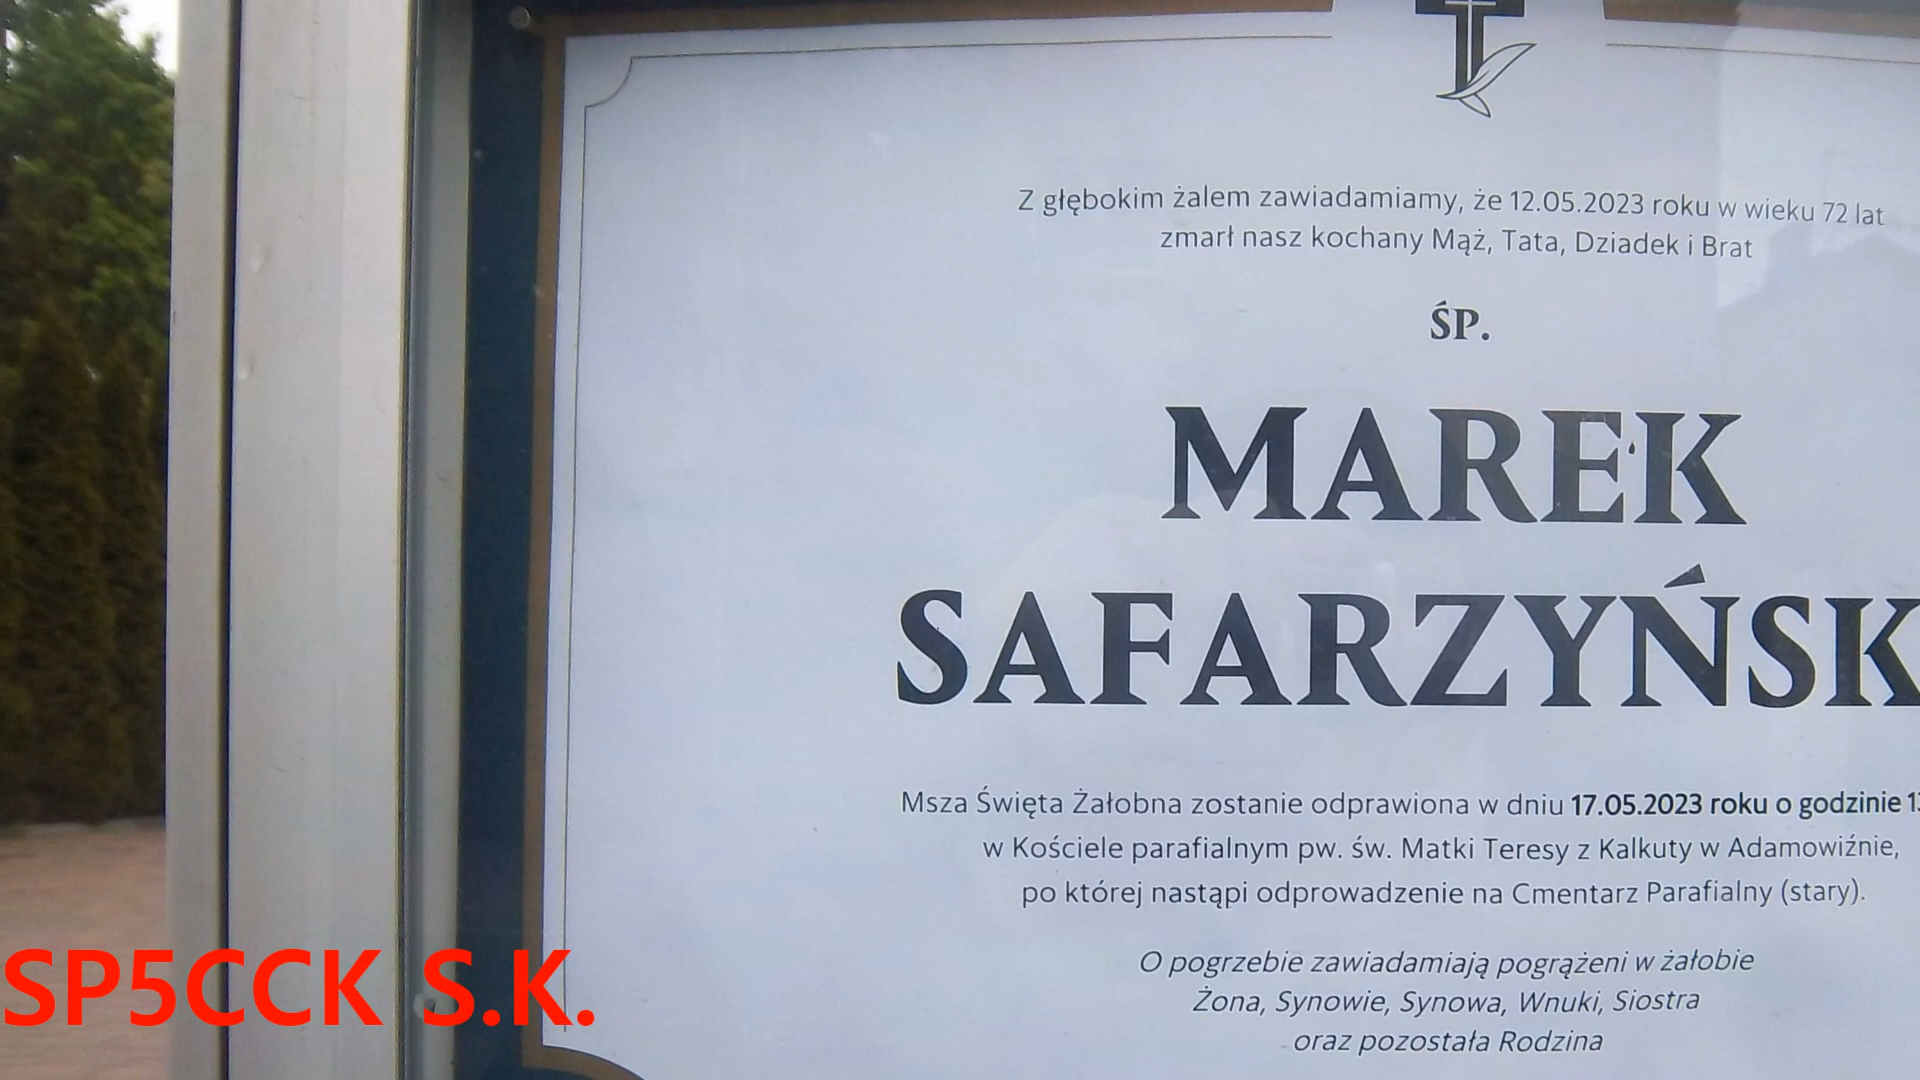 Z głębokim żalem zawiadamiamy, że 12.05.2023 roku w wieku 72 lat
zmarł nasz kochany Mąż, Tata, Dziadek i Brat
ŚP.
MAREK
SAFARZYŃSK
Msza Święta Żałobna zostanie odprawiona w dniu 17.05.2023 roku o godzinie
w Kościele parafialnym pw. św. Matki Teresy z Kalkuty w Adamowiźnie,
po której nastąpi odprowadzenie na Cmentarz Parafialny (stary).
O pogrzebie zawiadamiają pogrążeni w żałobie
Żona, Synowie, Synowa, Wnuki, Siostra
oraz pozostała Rodzina
SP5CCK S.K.